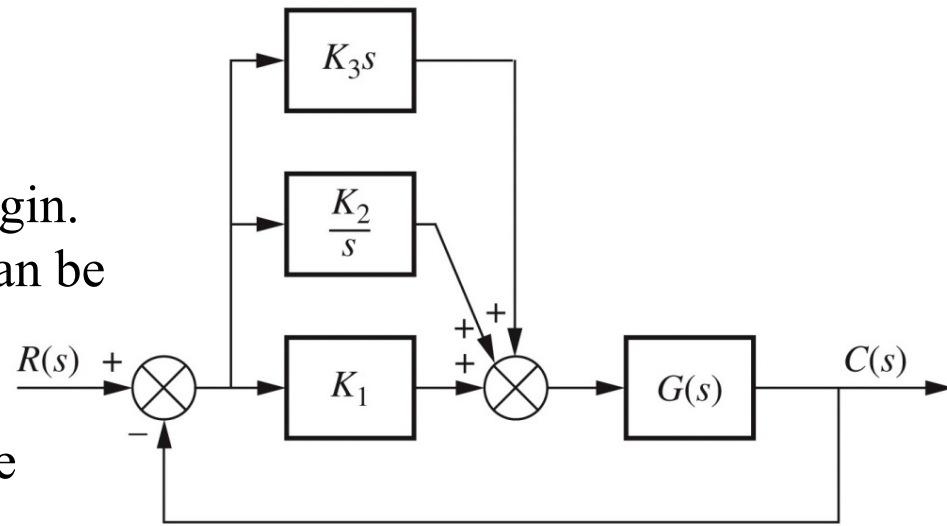 K₃s
gin.
K₂
s
an be
+
+
R(s) +
+
C(s)
K₁
G(s)
−
e